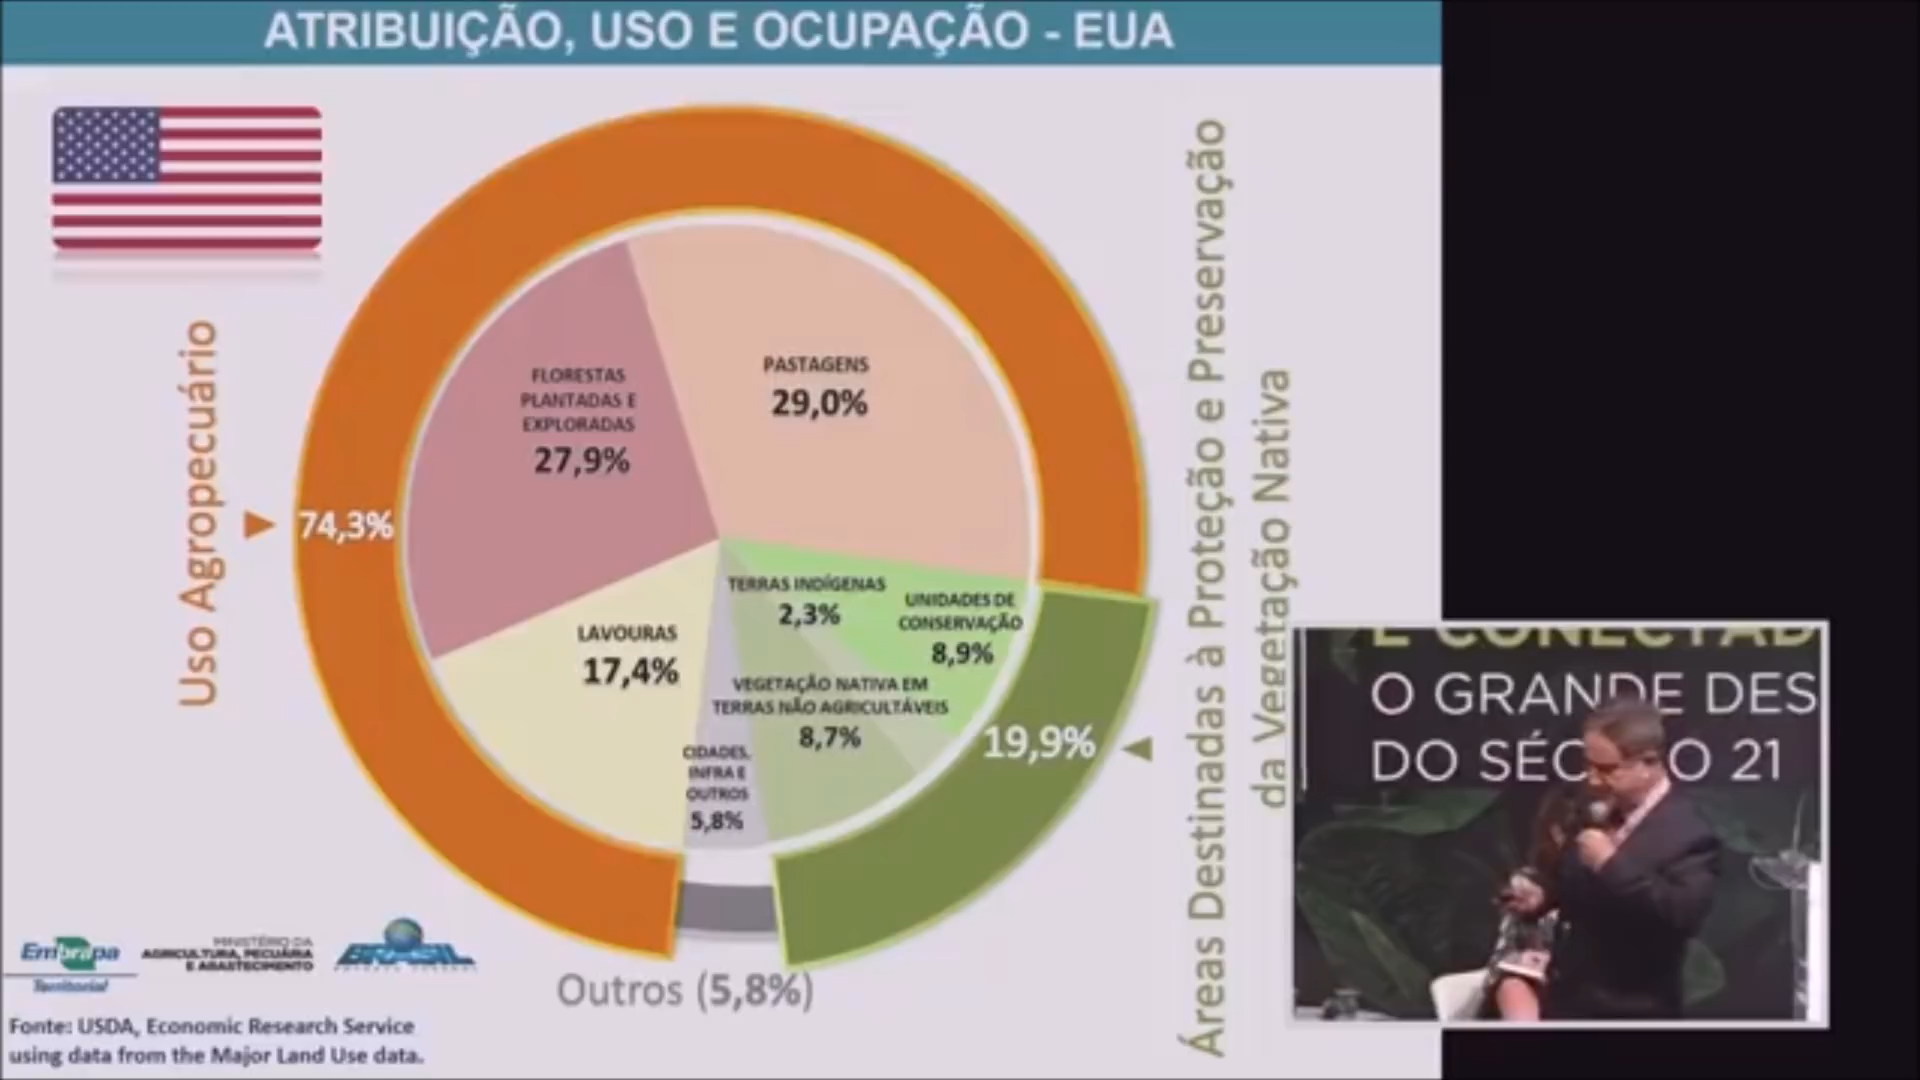 ATRIBUIÇÃO, USO E OCUPAÇÃO - EUA
Uso Agropecuário
74,3%
FLORESTAS
PLANTADAS E
EXPLORADAS
27,9%
PASTAGENS
29,0%
LAVOURAS
17,4%
TERRAS INDÍGENAS
2,3%
UNIDADES DE
CONSERVAÇÃO
8,9%
VEGETAÇÃO NATIVA EM
TERRAS NÃO AGRICULTÁVEIS
8,7%
CIDADES,
INFRA E
OUTROS
5,8%
19,9%
Áreas Destinadas à Proteção e Preservação
da Vegetação Nativa
Outros (5,8%)
Embrapa
Territorial
MINISTÉRIO DA
AGRICULTURA, PECUÁRIA
E ABASTECIMENTO
BRASIL
Fonte: USDA, Economic Research Service
using data from the Major Land Use data.
E CONECTAD
O GRANDE DES
DO SÉC O 21